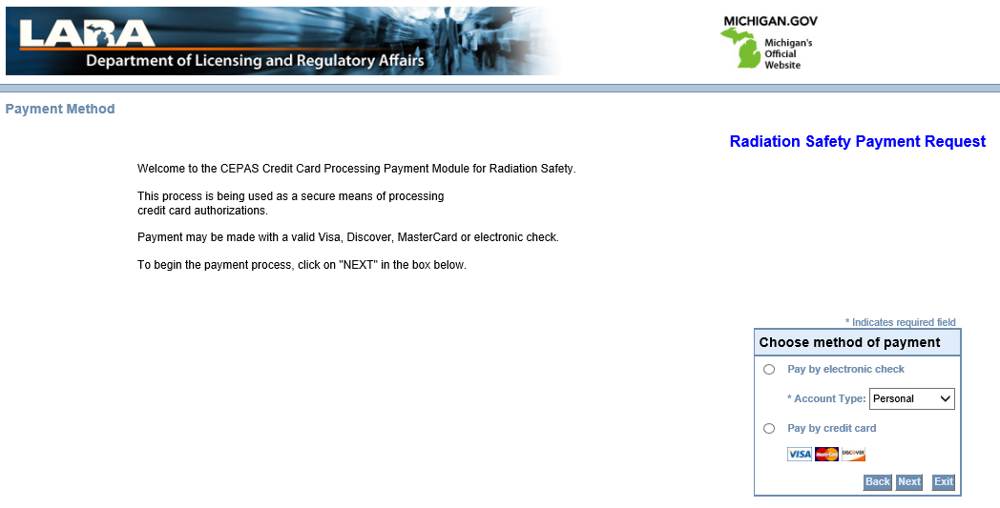 LARA
Department of Licensing and Regulatory Affairs
MICHIGAN.GOV
Michigan's
Official
Website
Payment Method
Radiation Safety Payment Request
Welcome to the CEPAS Credit Card Processing Payment Module for Radiation Safety.
This process is being used as a secure means of processing
credit card authorizations.
Payment may be made with a valid Visa, Discover, MasterCard or electronic check.
To begin the payment process, click on "NEXT" in the box below.
* Indicates required field
Choose method of payment
Pay by electronic check
* Account Type: Personal
Pay by credit card
VISA MasterCard DISCOVER
Back Next Exit